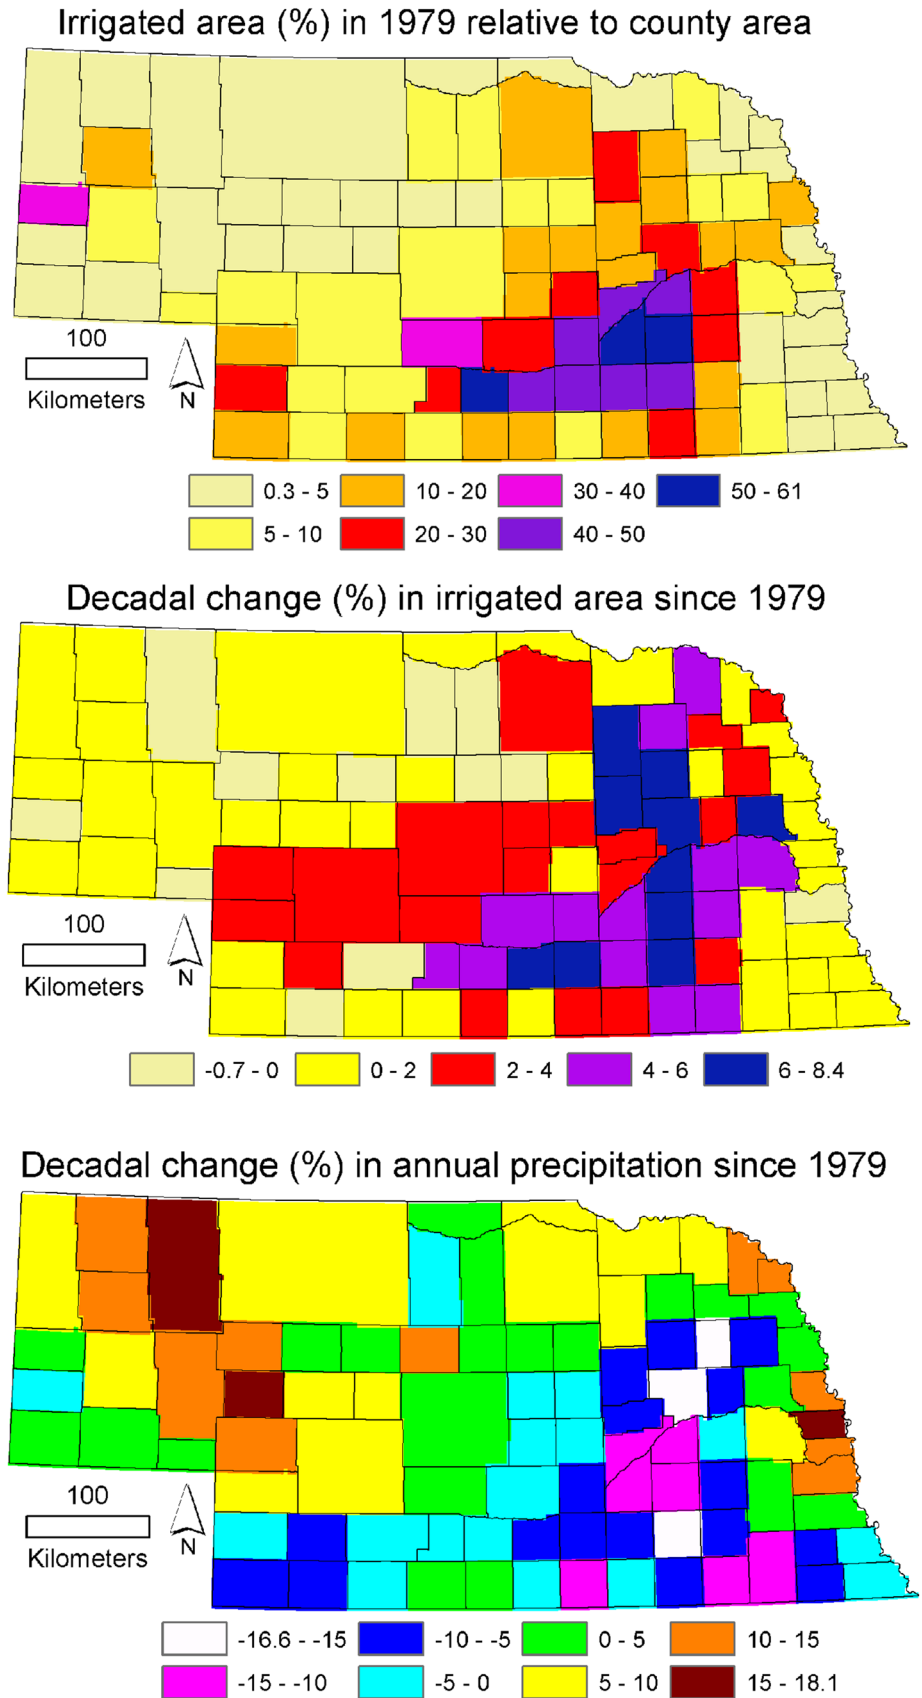 Irrigated area (%) in 1979 relative to county area
100
Kilometers
N
0.3 - 5 10 - 20 30 - 40 50 - 61
5 - 10 20 - 30 40 - 50
Decadal change (%) in irrigated area since 1979
100
Kilometers
N
-0.7 - 0 0 - 2 2 - 4 4 - 6 6 - 8.4
Decadal change (%) in annual precipitation since 1979
100
Kilometers
N
-16.6 - -15 -10 - -5 0 - 5 10 - 15
-15 - -10 -5 - 0 5 - 10 15 - 18.1